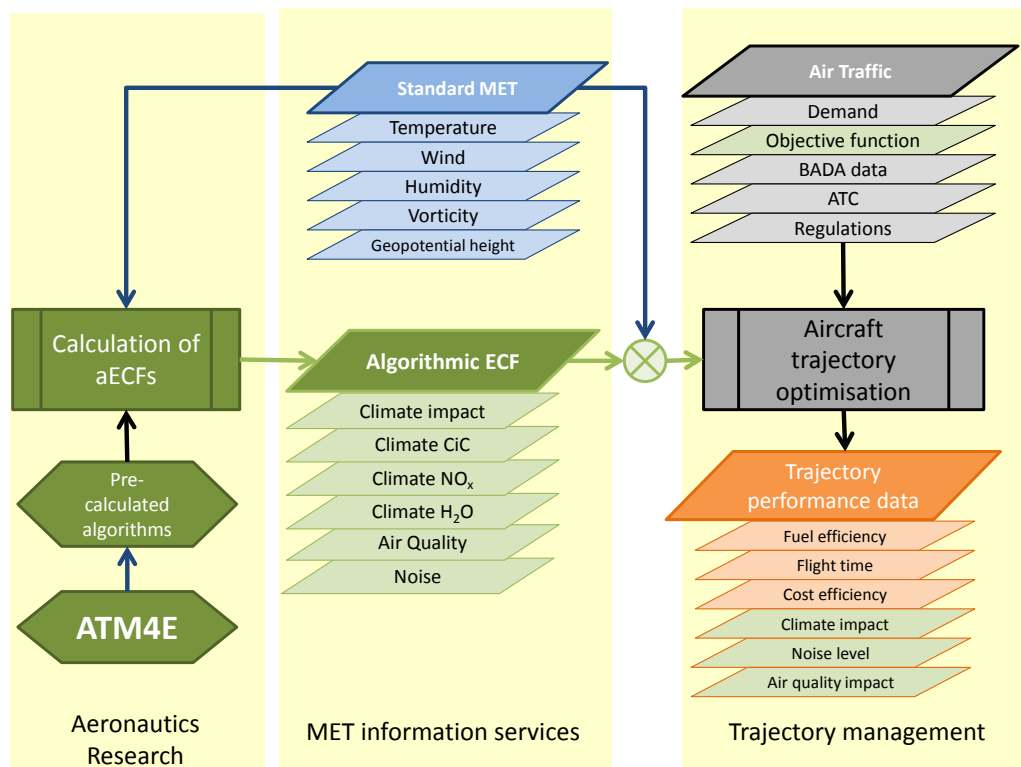 Standard MET
Temperature
Wind
Humidity
Vorticity
Geopotential height
Air Traffic
Demand
Objective function
BADA data
ATC
Regulations
Calculation of
aECFs
Algorithmic ECF
Climate impact
Climate CiC
Climate NOₓ
Climate H₂O
Air Quality
Noise
Aircraft
trajectory
optimisation
Pre-
calculated
algorithms
ATM4E
Trajectory
performance data
Fuel efficiency
Flight time
Cost efficiency
Climate impact
Noise level
Air quality impact
Aeronautics
Research
MET information services
Trajectory management